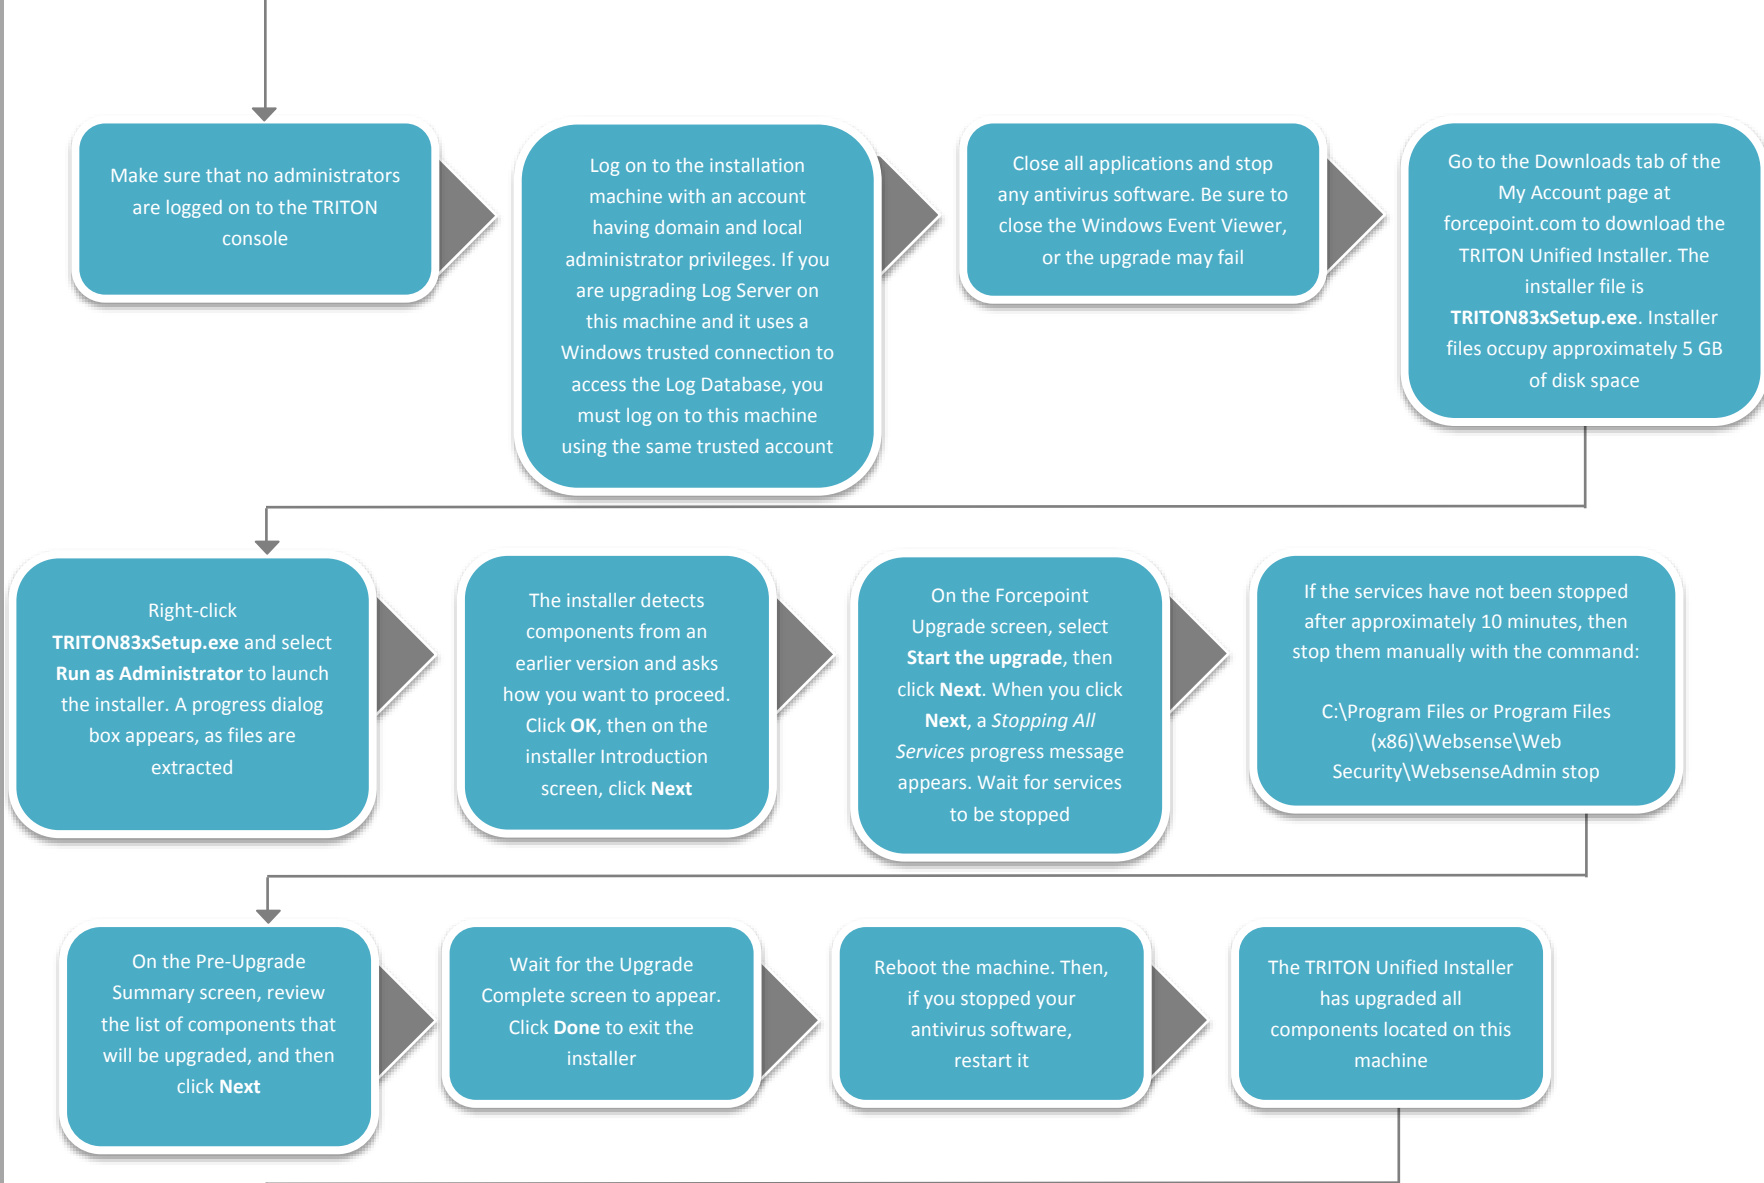 Make sure that no administrators
are logged on to the TRITON
console
Log on to the installation
machine with an account
having domain and local
administrator privileges. If you
are upgrading Log Server on
this machine and it uses a
Windows trusted connection to
access the Log Database, you
must log on to this machine
using the same trusted account
Close all applications and stop
any antivirus software. Be sure to
close the Windows Event Viewer,
or the upgrade may fail
Go to the Downloads tab of the
My Account page at
forcepoint.com to download the
TRITON Unified Installer. The
installer file is
TRITON83xSetup.exe. Installer
files occupy approximately 5 GB
of disk space
Right-click
TRITON83xSetup.exe and select
Run as Administrator to launch
the installer. A progress dialog
box appears, as files are
extracted
The installer detects
components from an
earlier version and asks
how you want to proceed.
Click OK, then on the
installer Introduction
screen, click Next
On the Forcepoint
Upgrade screen, select
Start the upgrade, then
click Next. When you click
Next, a Stopping All
Services progress message
appears. Wait for services
to be stopped
If the services have not been stopped
after approximately 10 minutes, then
stop them manually with the command:
C:\Program Files or Program Files
(x86)\Websense\Web
Security\WebsenseAdmin stop
On the Pre-Upgrade
Summary screen, review
the list of components that
will be upgraded, and then
click Next
Wait for the Upgrade
Complete screen to appear.
Click Done to exit the
installer
Reboot the machine. Then,
if you stopped your
antivirus software,
restart it
The TRITON Unified Installer
has upgraded all
components located on this
machine